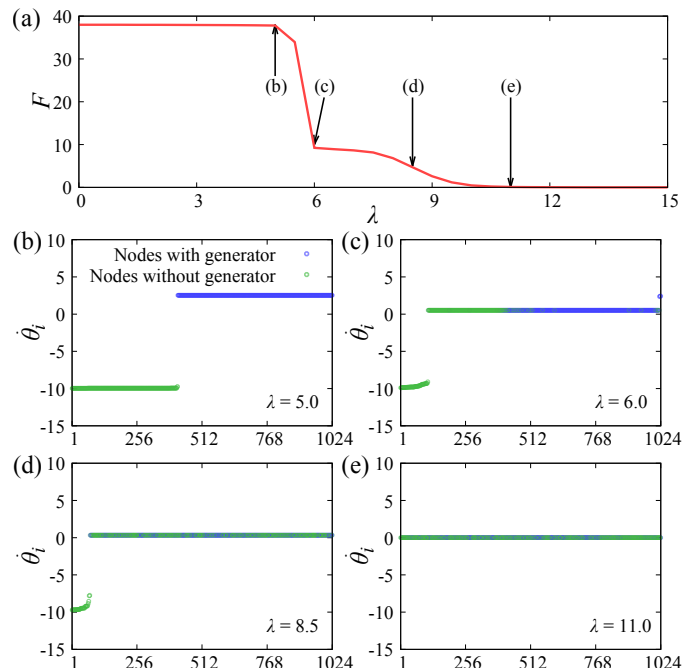 (a)
40
30
20
10
0
F
(b)
(c)
(d)
(e)
0 3 6 9 12 15
λ
(b)
10
5
0
-5
-10
-15
θ̇i
Nodes with generator
Nodes without generator
λ = 5.0
1 256 512 768 1024
(c)
10
5
0
-5
-10
-15
θ̇i
λ = 6.0
1 256 512 768 1024
(d)
10
5
0
-5
-10
-15
θ̇i
λ = 8.5
1 256 512 768 1024
(e)
10
5
0
-5
-10
-15
θ̇i
λ = 11.0
1 256 512 768 1024